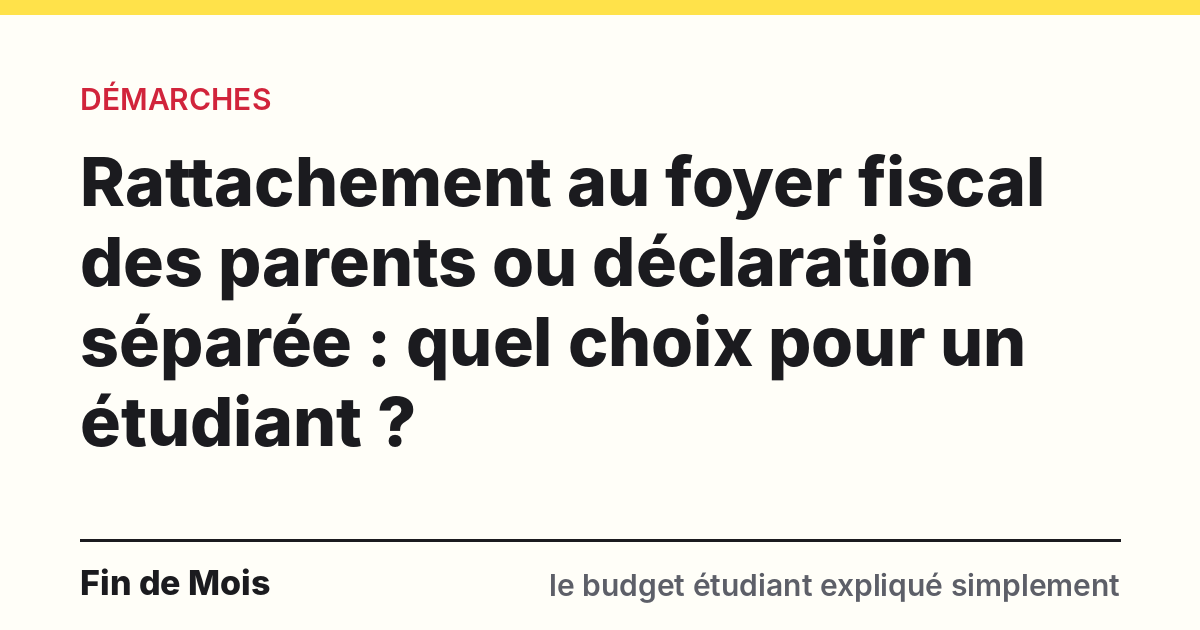 DÉMARCHES
Rattachement au foyer fiscal
des parents ou déclaration
séparée : quel choix pour un
étudiant ?
Fin de Mois
le budget étudiant expliqué simplement